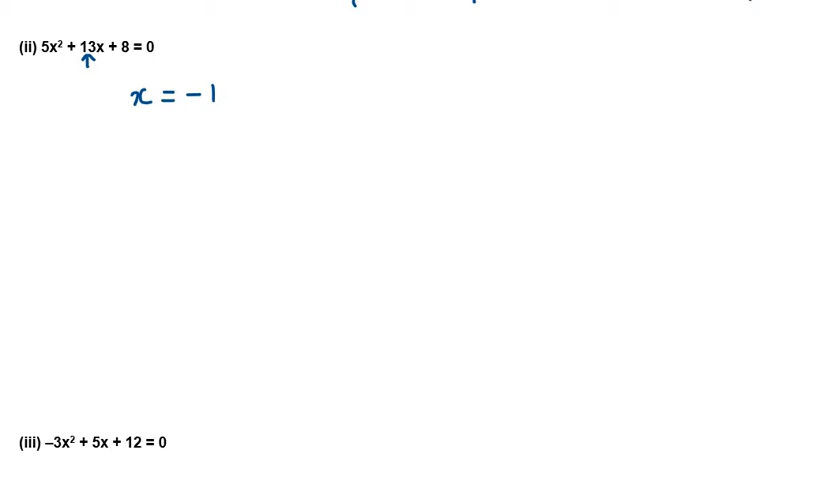 (ii) 5x² + 13x + 8 = 0
x = – 1
(iii) –3x² + 5x + 12 = 0